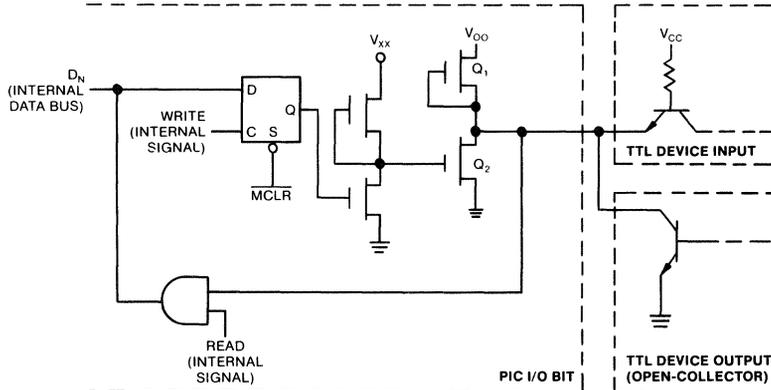 D_N
(INTERNAL
DATA BUS)
WRITE
(INTERNAL
SIGNAL)
D
Q
C
S
MCLR
V_XX
V_OO
Q_1
Q_2
V_CC
TTL DEVICE INPUT
READ
(INTERNAL
SIGNAL)
PIC I/O BIT
TTL DEVICE OUTPUT
(OPEN-COLLECTOR)